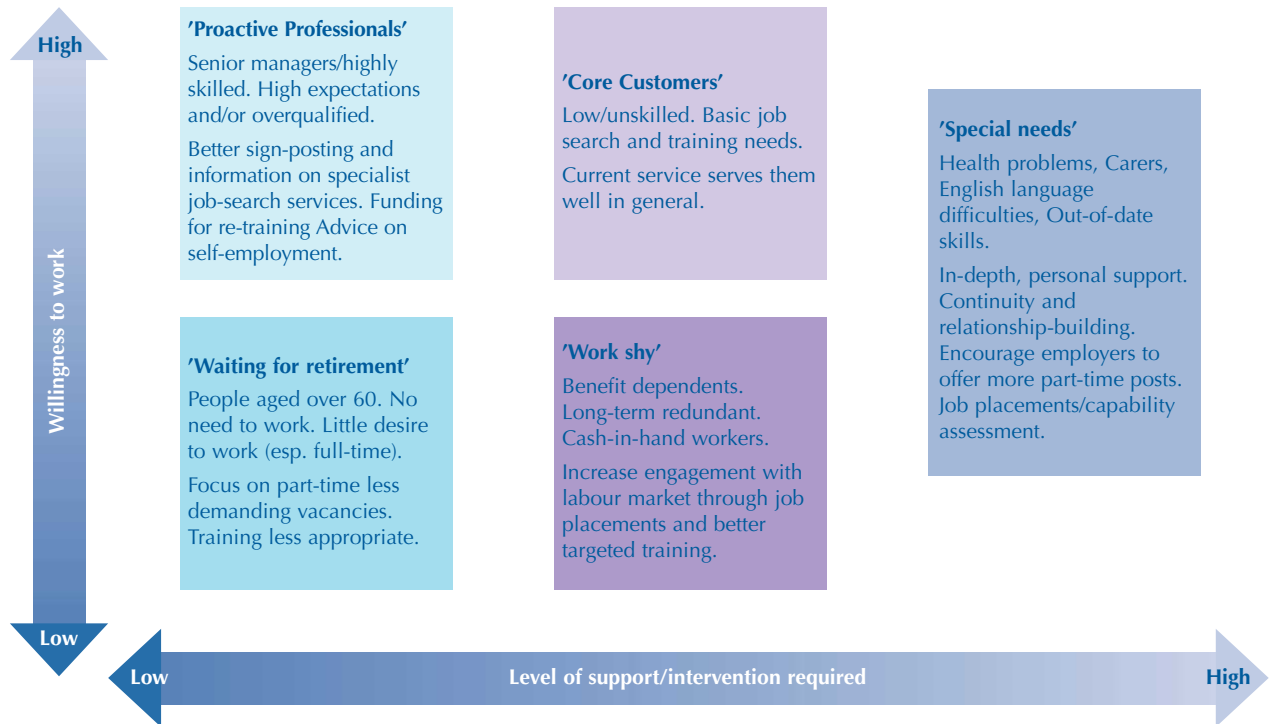 High
Willingness to work
Low
’Proactive Professionals’
Senior managers/highly
skilled. High expectations
and/or overqualified.
Better sign-posting and
information on specialist
job-search services. Funding
for re-training Advice on
self-employment.
’Core Customers’
Low/unskilled. Basic job
search and training needs.
Current service serves them
well in general.
’Special needs’
Health problems, Carers,
English language
difficulties, Out-of-date
skills.
In-depth, personal support.
Continuity and
relationship-building.
Encourage employers to
offer more part-time posts.
Job placements/capability
assessment.
’Waiting for retirement’
People aged over 60. No
need to work. Little desire
to work (esp. full-time).
Focus on part-time less
demanding vacancies.
Training less appropriate.
’Work shy’
Benefit dependents.
Long-term redundant.
Cash-in-hand workers.
Increase engagement with
labour market through job
placements and better
targeted training.
Low
Level of support/intervention required
High